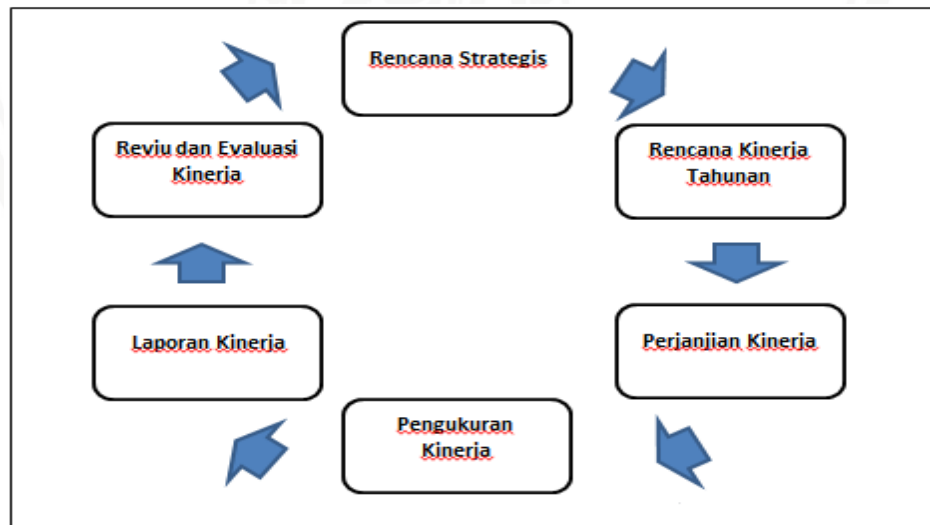 Rencana Strategis
Rencana Kinerja
Tahunan
Perjanjian Kinerja
Pengukuran
Kinerja
Laporan Kinerja
Reviu dan Evaluasi
Kinerja